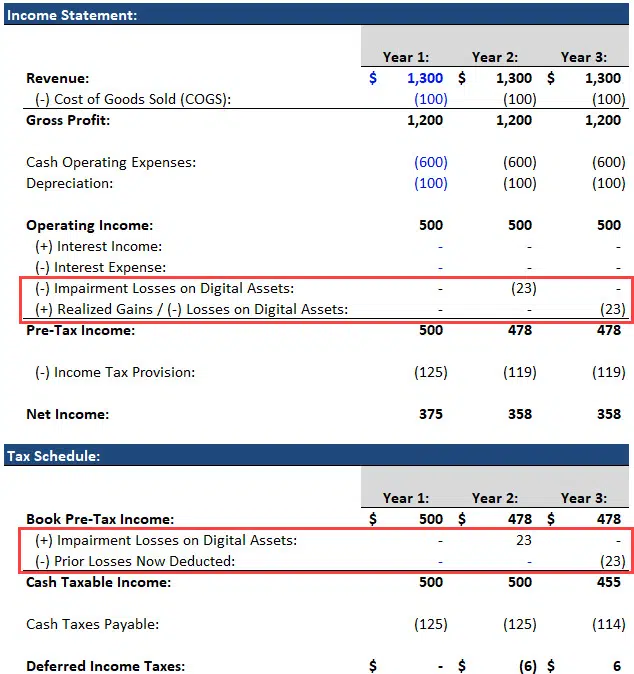 Income Statement:
Year 1: Year 2: Year 3:
Revenue: $ 1,300 $ 1,300 $ 1,300
(-) Cost of Goods Sold (COGS): (100) (100) (100)
Gross Profit: 1,200 1,200 1,200
Cash Operating Expenses: (600) (600) (600)
Depreciation: (100) (100) (100)
Operating Income: 500 500 500
(+) Interest Income: - - -
(-) Interest Expense: - - -
(-) Impairment Losses on Digital Assets: - (23) -
(+) Realized Gains / (-) Losses on Digital Assets: - - (23)
Pre-Tax Income: 500 478 478
(-) Income Tax Provision: (125) (119) (119)
Net Income: 375 358 358
Tax Schedule:
Year 1: Year 2: Year 3:
Book Pre-Tax Income: $ 500 $ 478 $ 478
(+) Impairment Losses on Digital Assets: - 23 -
(-) Prior Losses Now Deducted: - - (23)
Cash Taxable Income: 500 500 455
Cash Taxes Payable: (125) (125) (114)
Deferred Income Taxes: $ - $ (6) $ 6